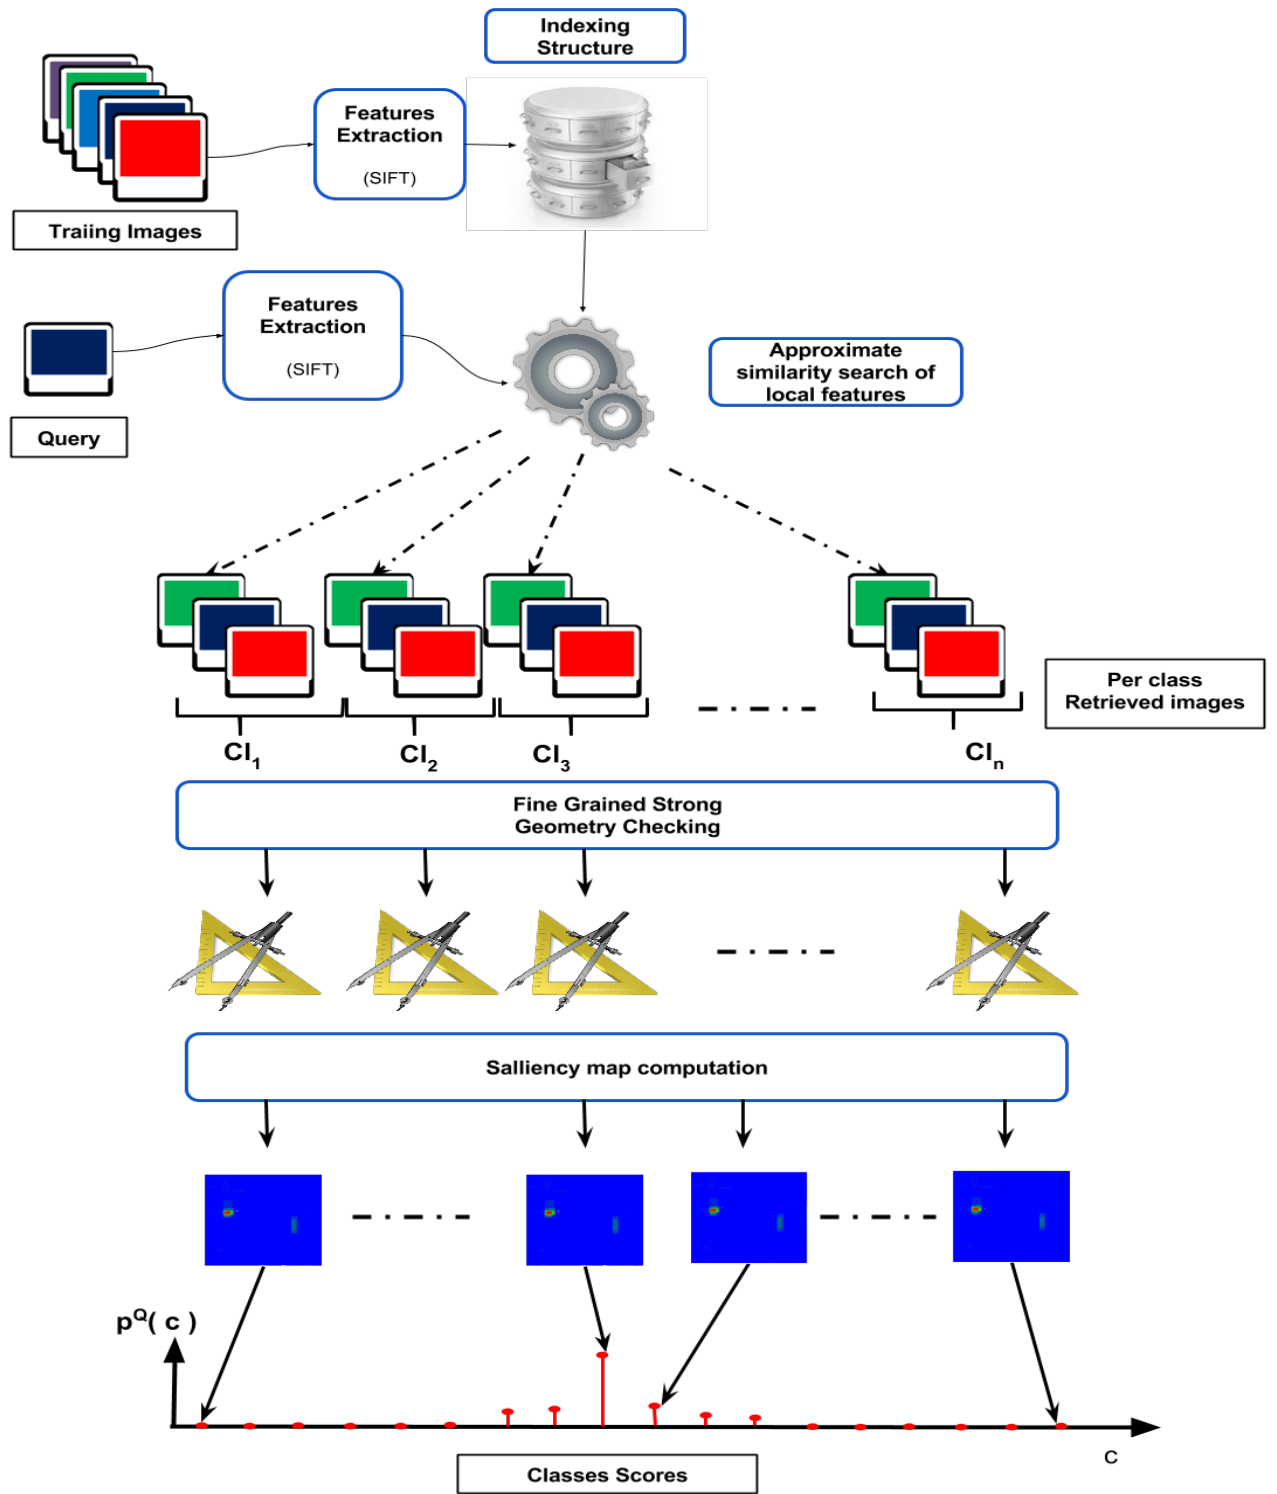 Indexing
Structure
Features
Extraction
(SIFT)
Traiing Images
Features
Extraction
(SIFT)
Query
Approximate
similarity search of
local features
Per class
Retrieved images
Cl1
Cl2
Cl3
Cln
Fine Grained Strong
Geometry Checking
Salliency map computation
pQ( c )
C
Classes Scores